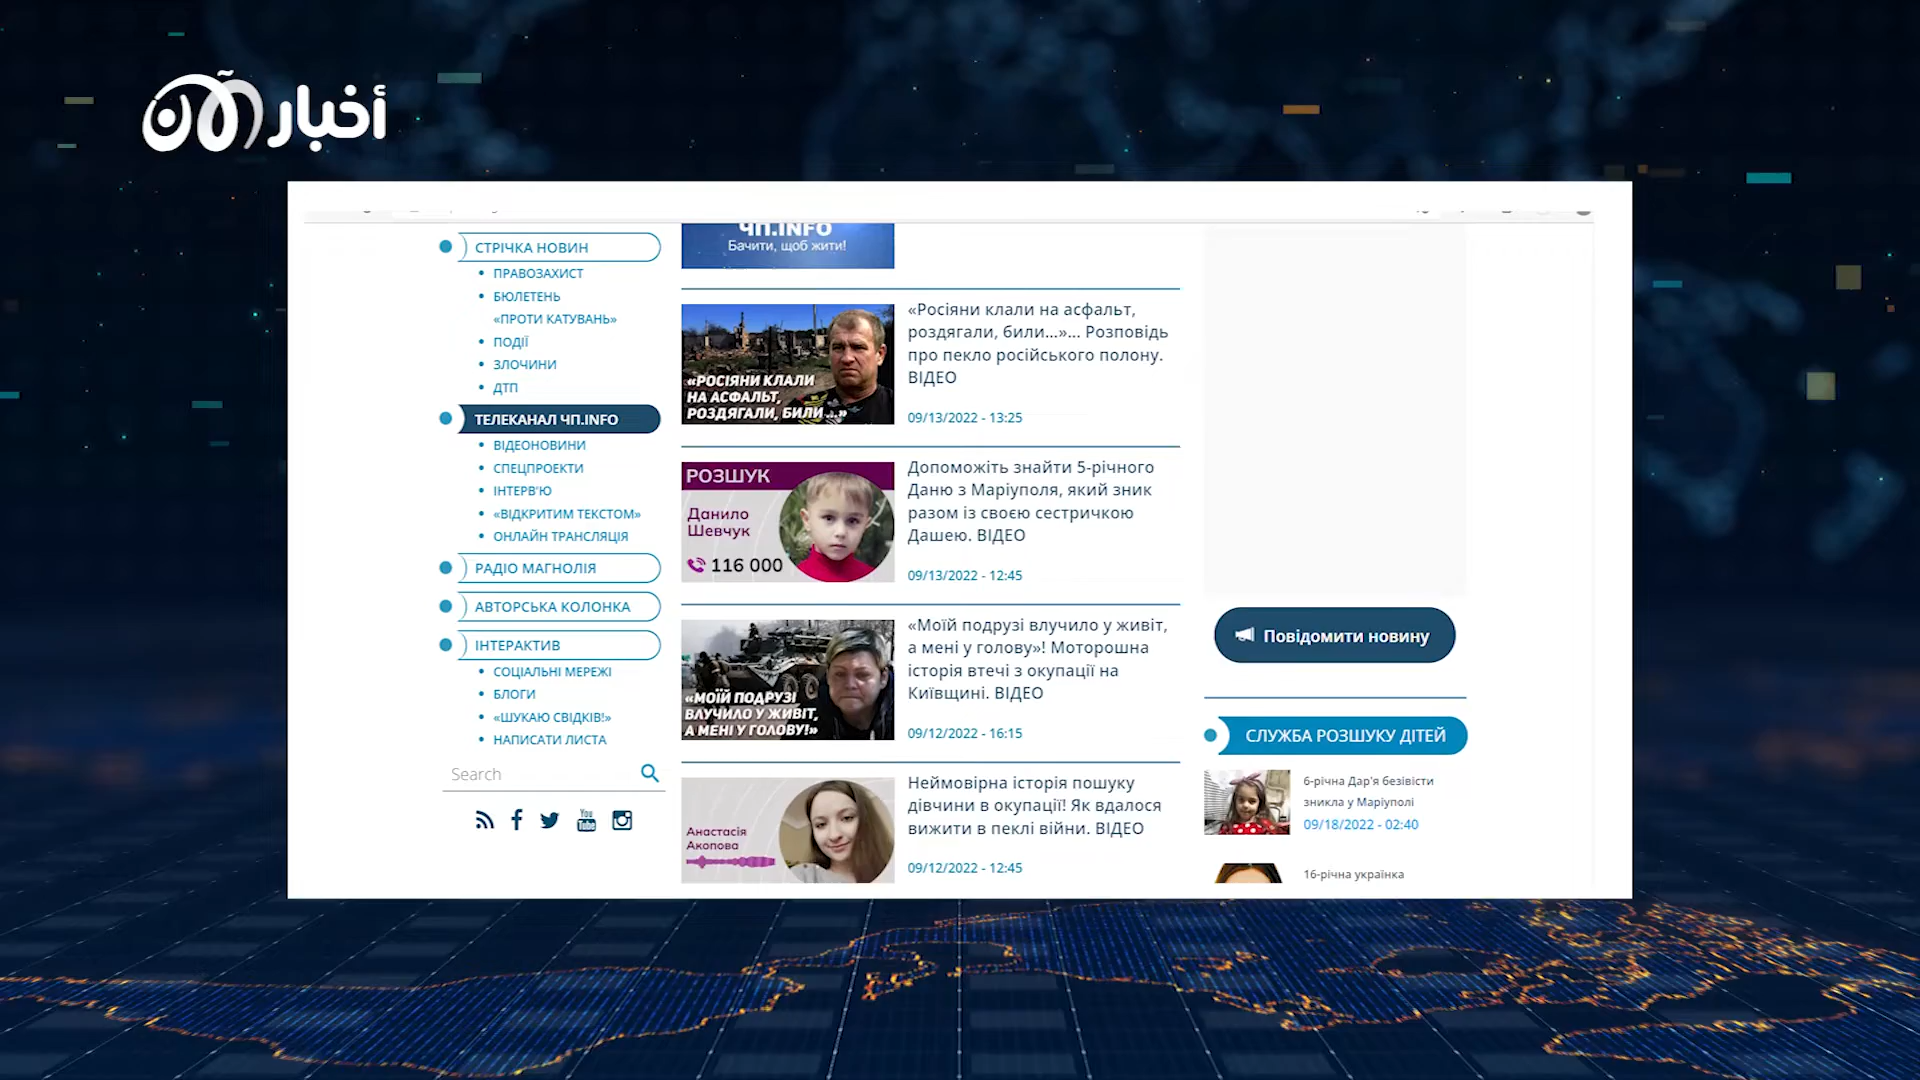 أخبار الآن
СТРІЧКА НОВИН
ПРАВОЗАХИСТ
БЮЛЕТЕНЬ
«ПРОТИ КАТУВАНЬ»
ПОДІЇ
ЗЛОЧИНИ
ДТП
ТЕЛЕКАНАЛ ЧП.INFO
ВІДЕОНОВИНИ
СПЕЦПРОЕКТИ
ІНТЕРВ'Ю
«ВІДКРИТИМ ТЕКСТОМ»
ОНЛАЙН ТРАНСЛЯЦІЯ
РАДІО МАГНОЛІЯ
АВТОРСЬКА КОЛОНКА
ІНТЕРАКТИВ
СОЦІАЛЬНІ МЕРЕЖІ
БЛОГИ
«ШУКАЮ СВІДКІВ!»
НАПИСАТИ ЛИСТА
Search
You
Tube
ЧП.INFO
Бачити, щоб жити!
«РОСІЯНИ КЛАЛИ
НА АСФАЛЬТ,
РОЗДЯГАЛИ, БИЛИ...»
«Росіяни клали на асфальт,
роздягали, били...»... Розповідь
про пекло російського полону.
ВІДЕО
09/13/2022 - 13:25
РОЗШУК
Данило
Шевчук
116 000
Допоможіть знайти 5-річного
Даню з Маріуполя, який зник
разом із своєю сестричкою
Дашею. ВІДЕО
09/13/2022 - 12:45
«МОЇЙ ПОДРУЗІ
ВЛУЧИЛО У ЖИВІТ,
А МЕНІ У ГОЛОВУ!»
«Моїй подрузі влучило у живіт,
а мені у голову»! Моторошна
історія втечі з окупації на
Київщині. ВІДЕО
09/12/2022 - 16:15
Анастасія
Акопова
Неймовірна історія пошуку
дівчини в окупації! Як вдалося
вижити в пеклі війни. ВІДЕО
09/12/2022 - 12:45
Повідомити новину
СЛУЖБА РОЗШУКУ ДІТЕЙ
6-річна Дар'я безвісти
зникла у Маріуполі
09/18/2022 - 02:40
16-річна українка